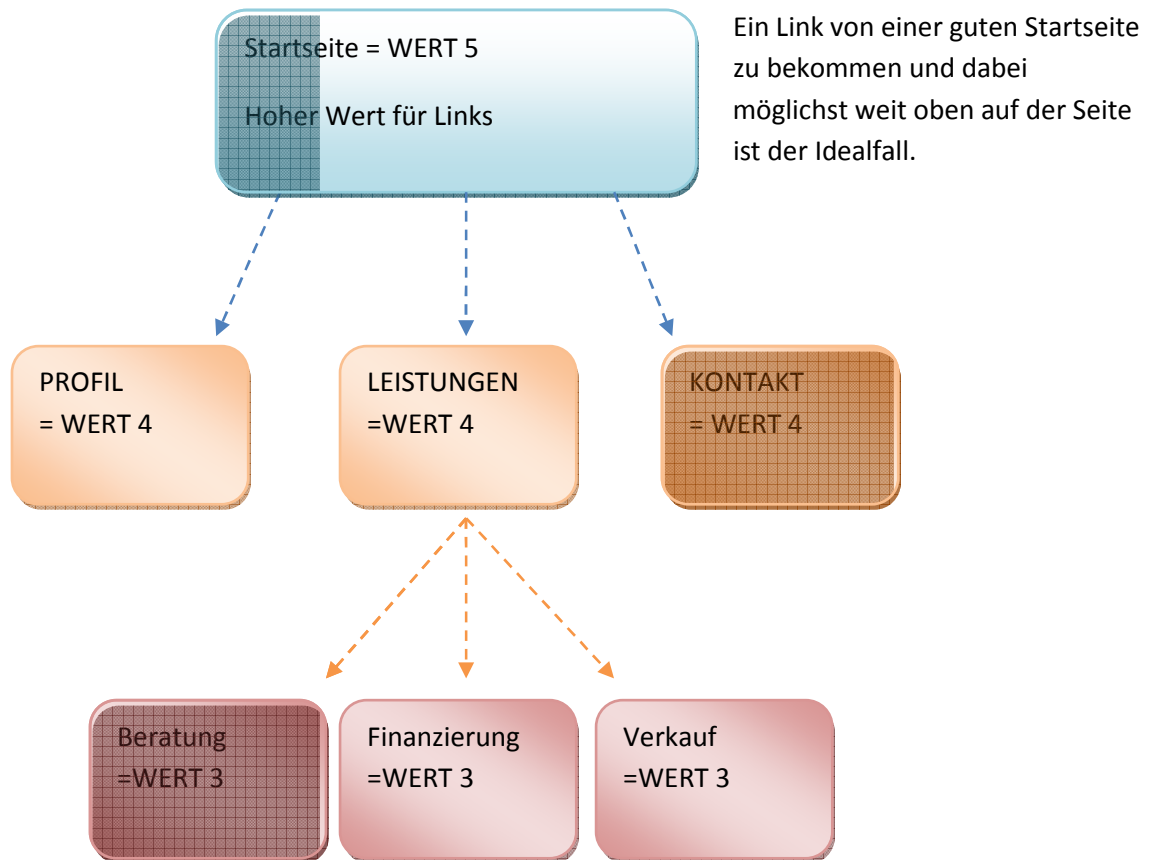 Startseite = WERT 5
Hoher Wert für Links
Ein Link von einer guten Startseite
zu bekommen und dabei
möglichst weit oben auf der Seite
ist der Idealfall.
PROFIL
= WERT 4
LEISTUNGEN
=WERT 4
KONTAKT
= WERT 4
Beratung
=WERT 3
Finanzierung
=WERT 3
Verkauf
=WERT 3